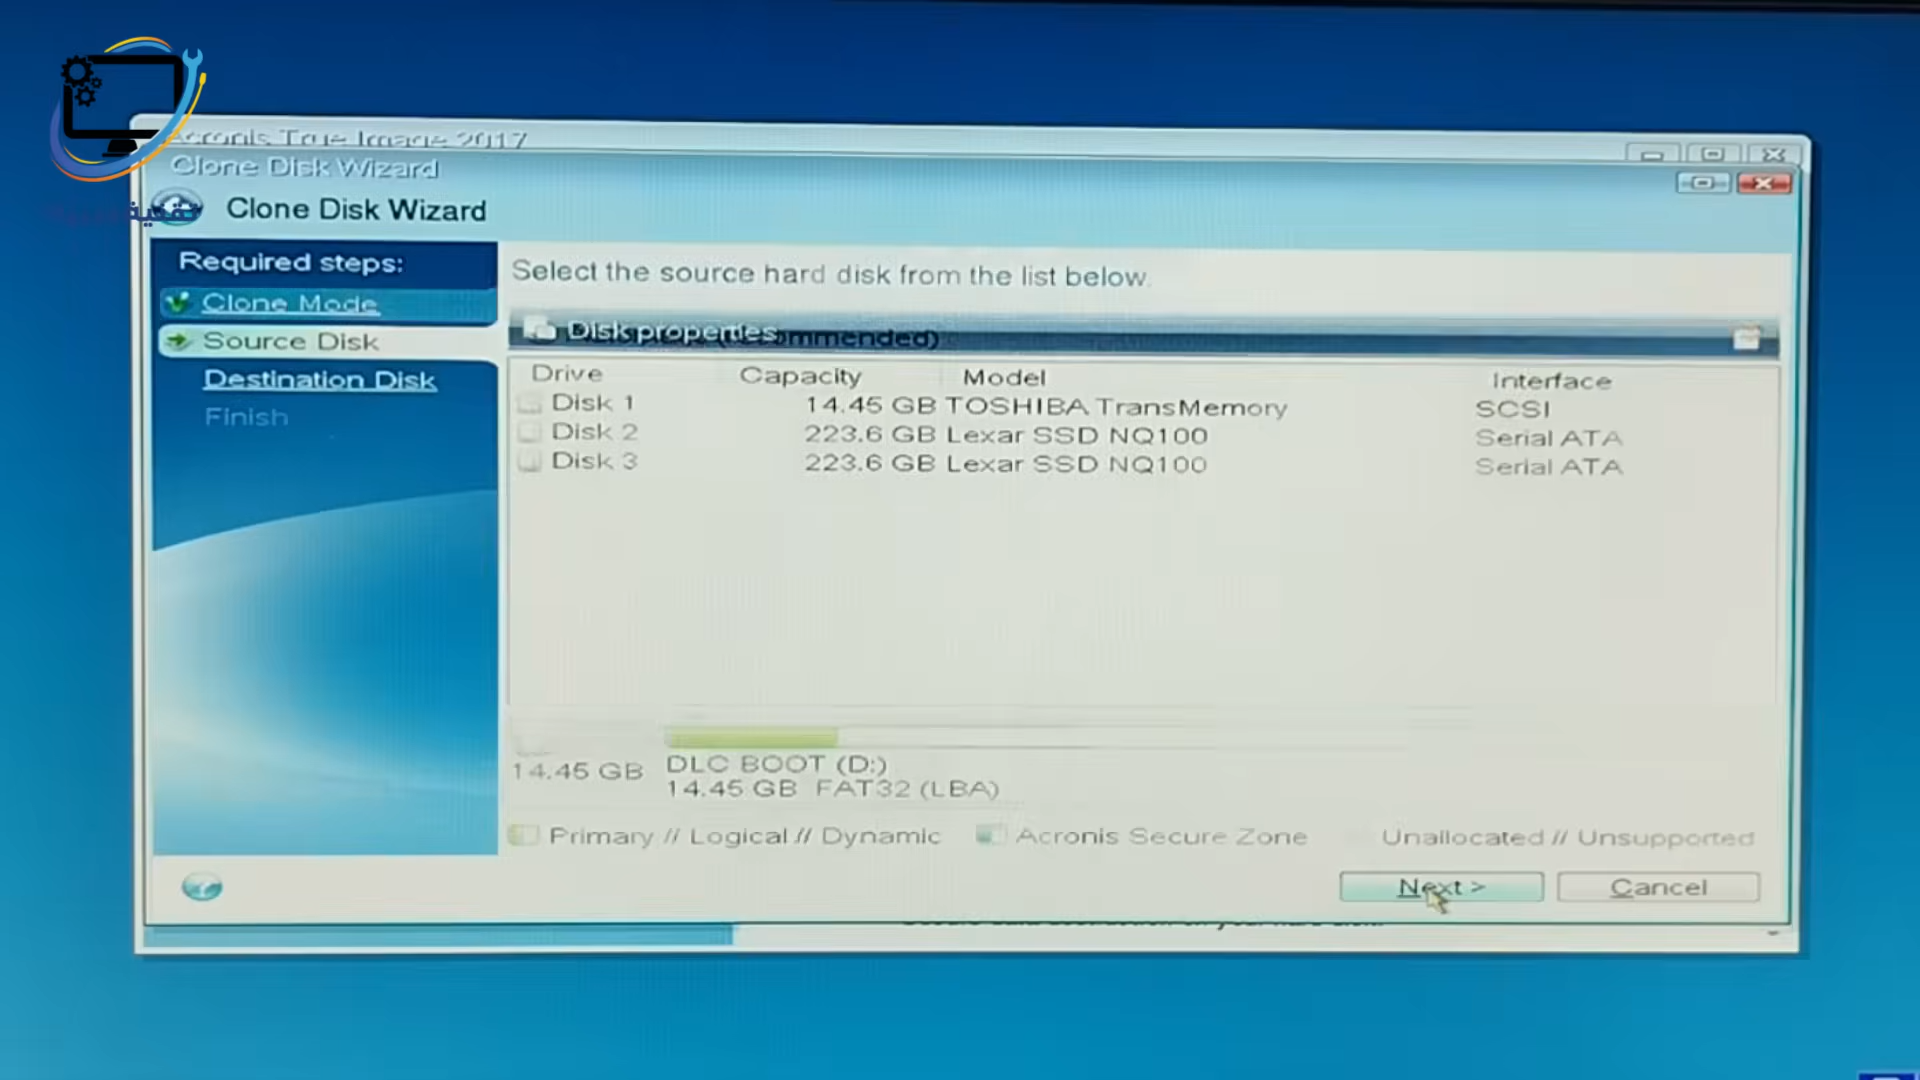 Acronis True Image 2017
Clone Disk Wizard
تقنية
Clone Disk Wizard
Required steps:
Clone Mode
Source Disk
Destination Disk
Finish
Select the source hard disk from the list below.
Disk properties
Drive Capacity Model Interface
Disk 1 14.45 GB TOSHIBA TransMemory SCSI
Disk 2 223.6 GB Lexar SSD NQ100 Serial ATA
Disk 3 223.6 GB Lexar SSD NQ100 Serial ATA
14.45 GB
DLC BOOT (D:)
14.45 GB FAT32 (LBA)
Primary // Logical // Dynamic Acronis Secure Zone Unallocated // Unsupported
Next > Cancel